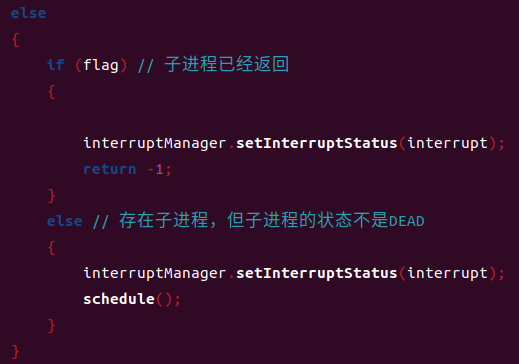 else
{
    if (flag) // 子进程已经返回
    {
        interruptManager.setInterruptStatus(interrupt);
        return -1;
    }
    else // 存在子进程，但子进程的状态不是DEAD
    {
        interruptManager.setInterruptStatus(interrupt);
        schedule();
    }
}